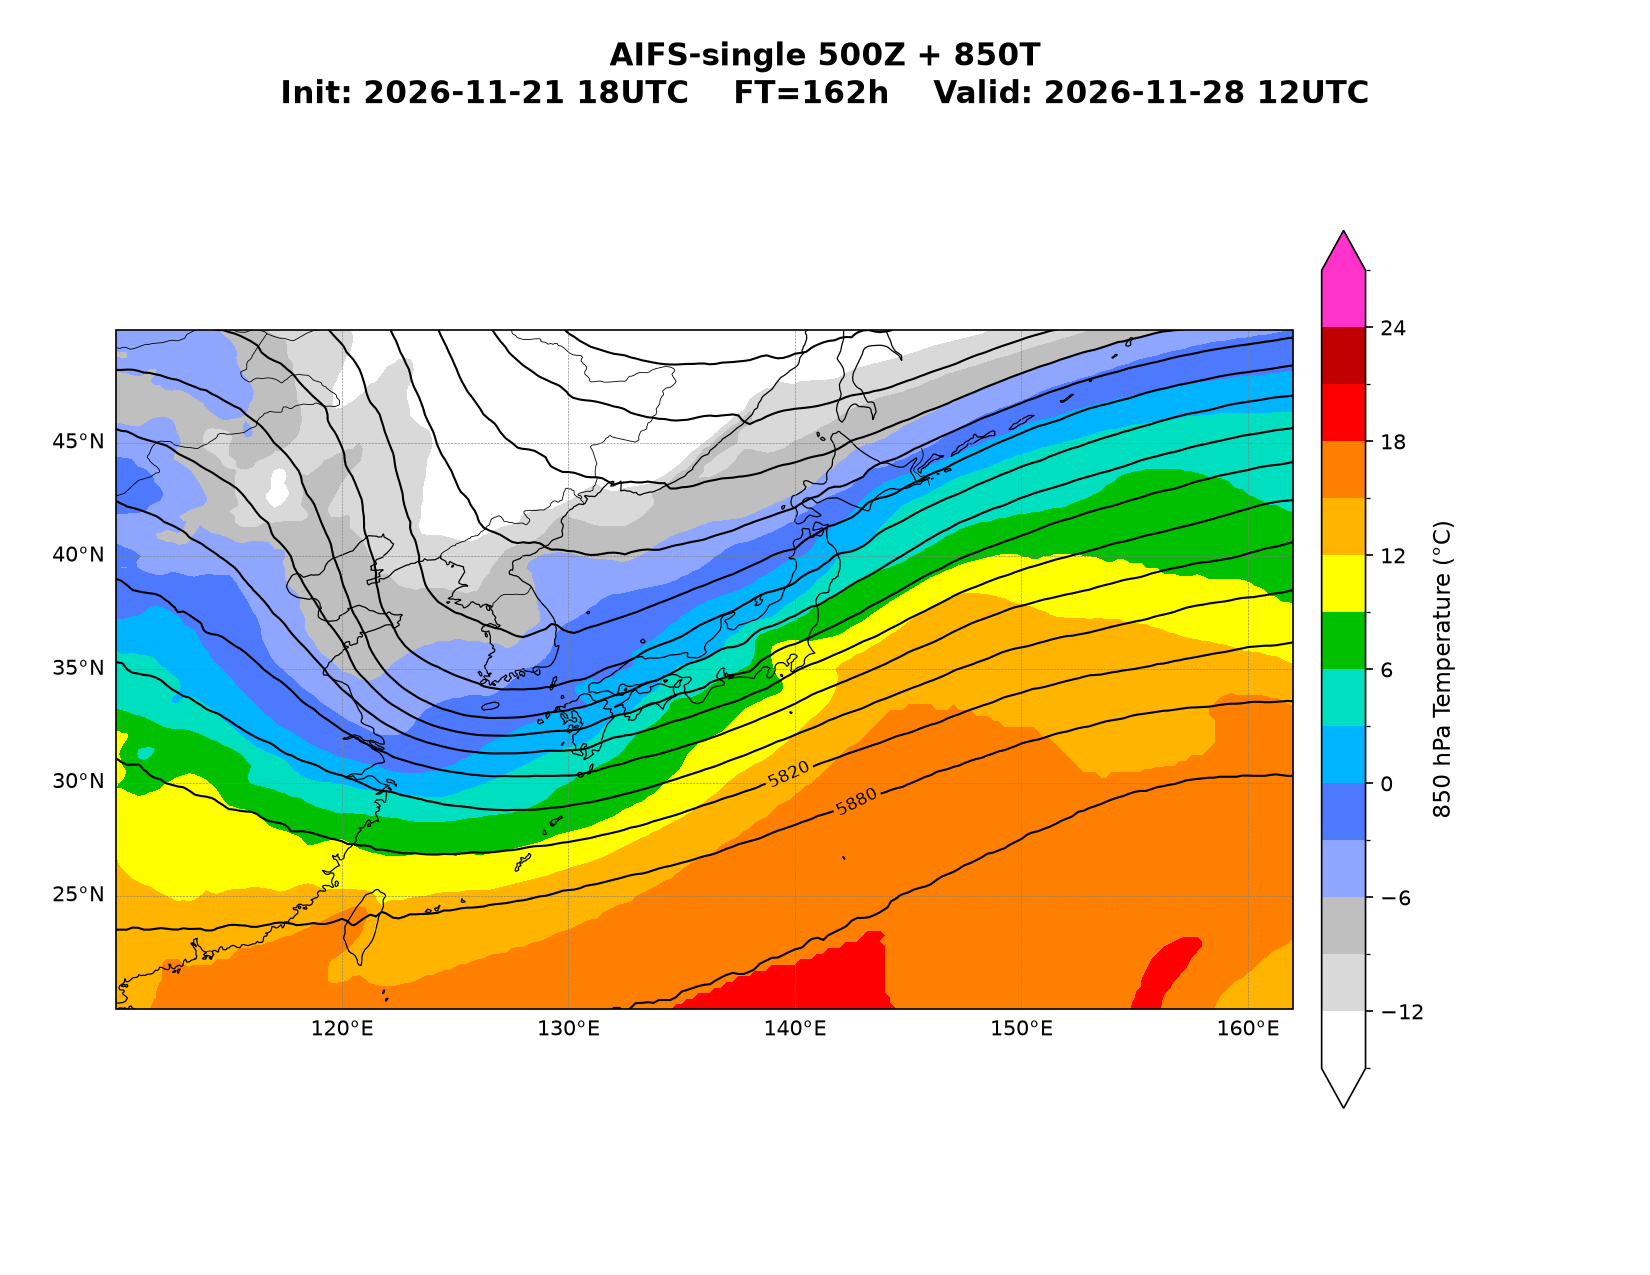 AIFS-single 500Z + 850T
Init: 2026-11-21 18UTC FT=162h Valid: 2026-11-28 12UTC
45°N
40°N
35°N
30°N
25°N
120°E
130°E
140°E
150°E
160°E
5820
5880
24
18
12
6
0
−6
−12
850 hPa Temperature (°C)